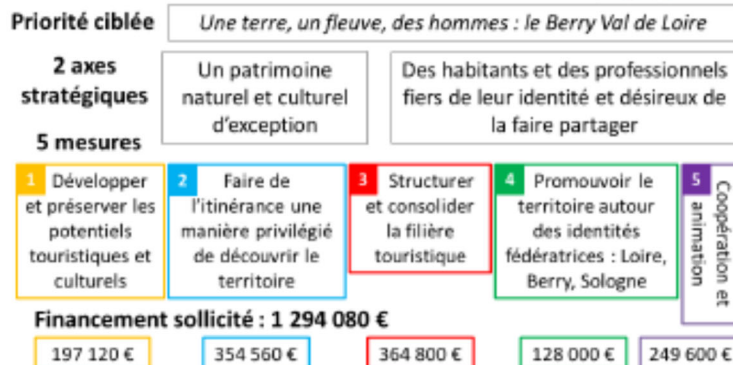 Priorité ciblée
Une terre, un fleuve, des hommes : le Berry Val de Loire
2 axes
stratégiques
Un patrimoine
naturel et culturel
d'exception
Des habitants et des professionnels
fiers de leur identité et désireux de
la faire partager
5 mesures
1 Développer
et préserver les
potentiels
touristiques et
culturels
2 Faire de
l'itinérance une
manière privilégié
de découvrir le
territoire
3 Structurer
et consolider
la filière
touristique
4 Promouvoir le
territoire autour
des identités
fédératrices : Loire,
Berry, Sologne
5 Coopération et
animation
Financement sollicité : 1 294 080 €
197 120 €
354 560 €
364 800 €
128 000 €
249 600 €